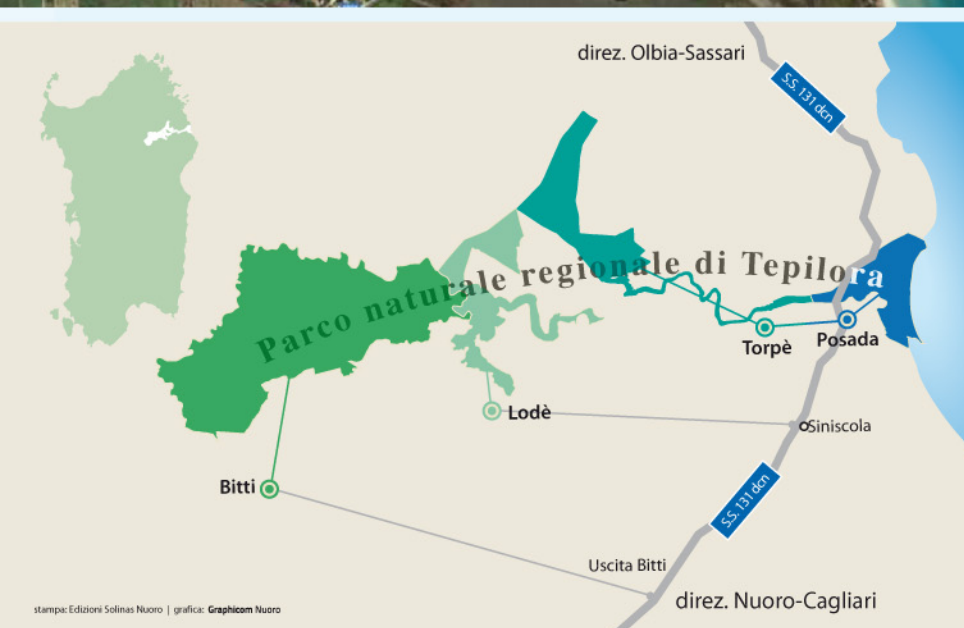 direz. Olbia-Sassari
S.S. 131 dcn
Parco naturale regionale di Tepilora
Torpè
Posada
Lodè
Siniscola
Bitti
S.S. 131 dcn
Uscita Bitti
direz. Nuoro-Cagliari
stampa: Edizioni Solinas Nuoro | grafica: Graphicom Nuoro